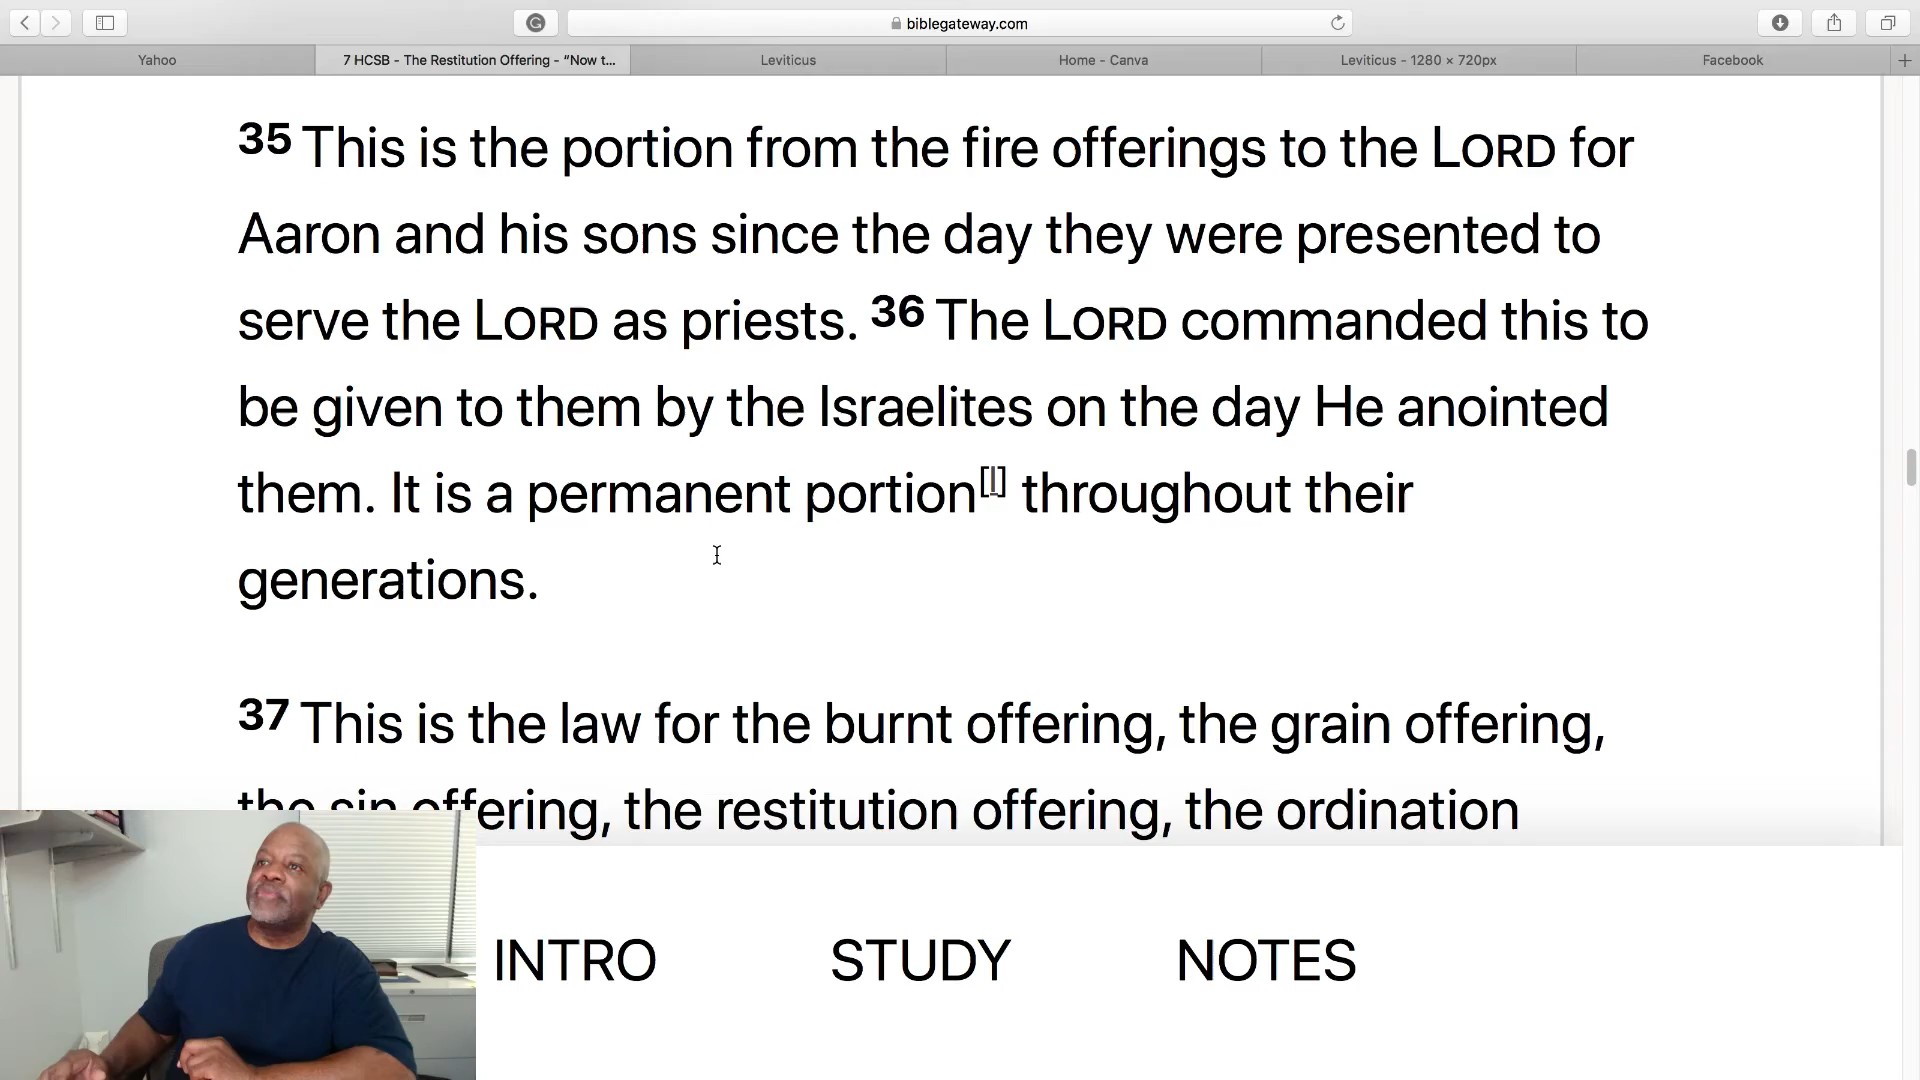 biblegateway.com
Yahoo
7 HCSB - The Restitution Offering - “Now t...
Leviticus
Home - Canva
Leviticus - 1280 × 720px
Facebook
35 This is the portion from the fire offerings to the LORD for
Aaron and his sons since the day they were presented to
serve the LORD as priests. 36 The LORD commanded this to
be given to them by the Israelites on the day He anointed
them. It is a permanent portion[l] throughout their
generations.
37 This is the law for the burnt offering, the grain offering,
the sin offering, the restitution offering, the ordination
INTRO
STUDY
NOTES